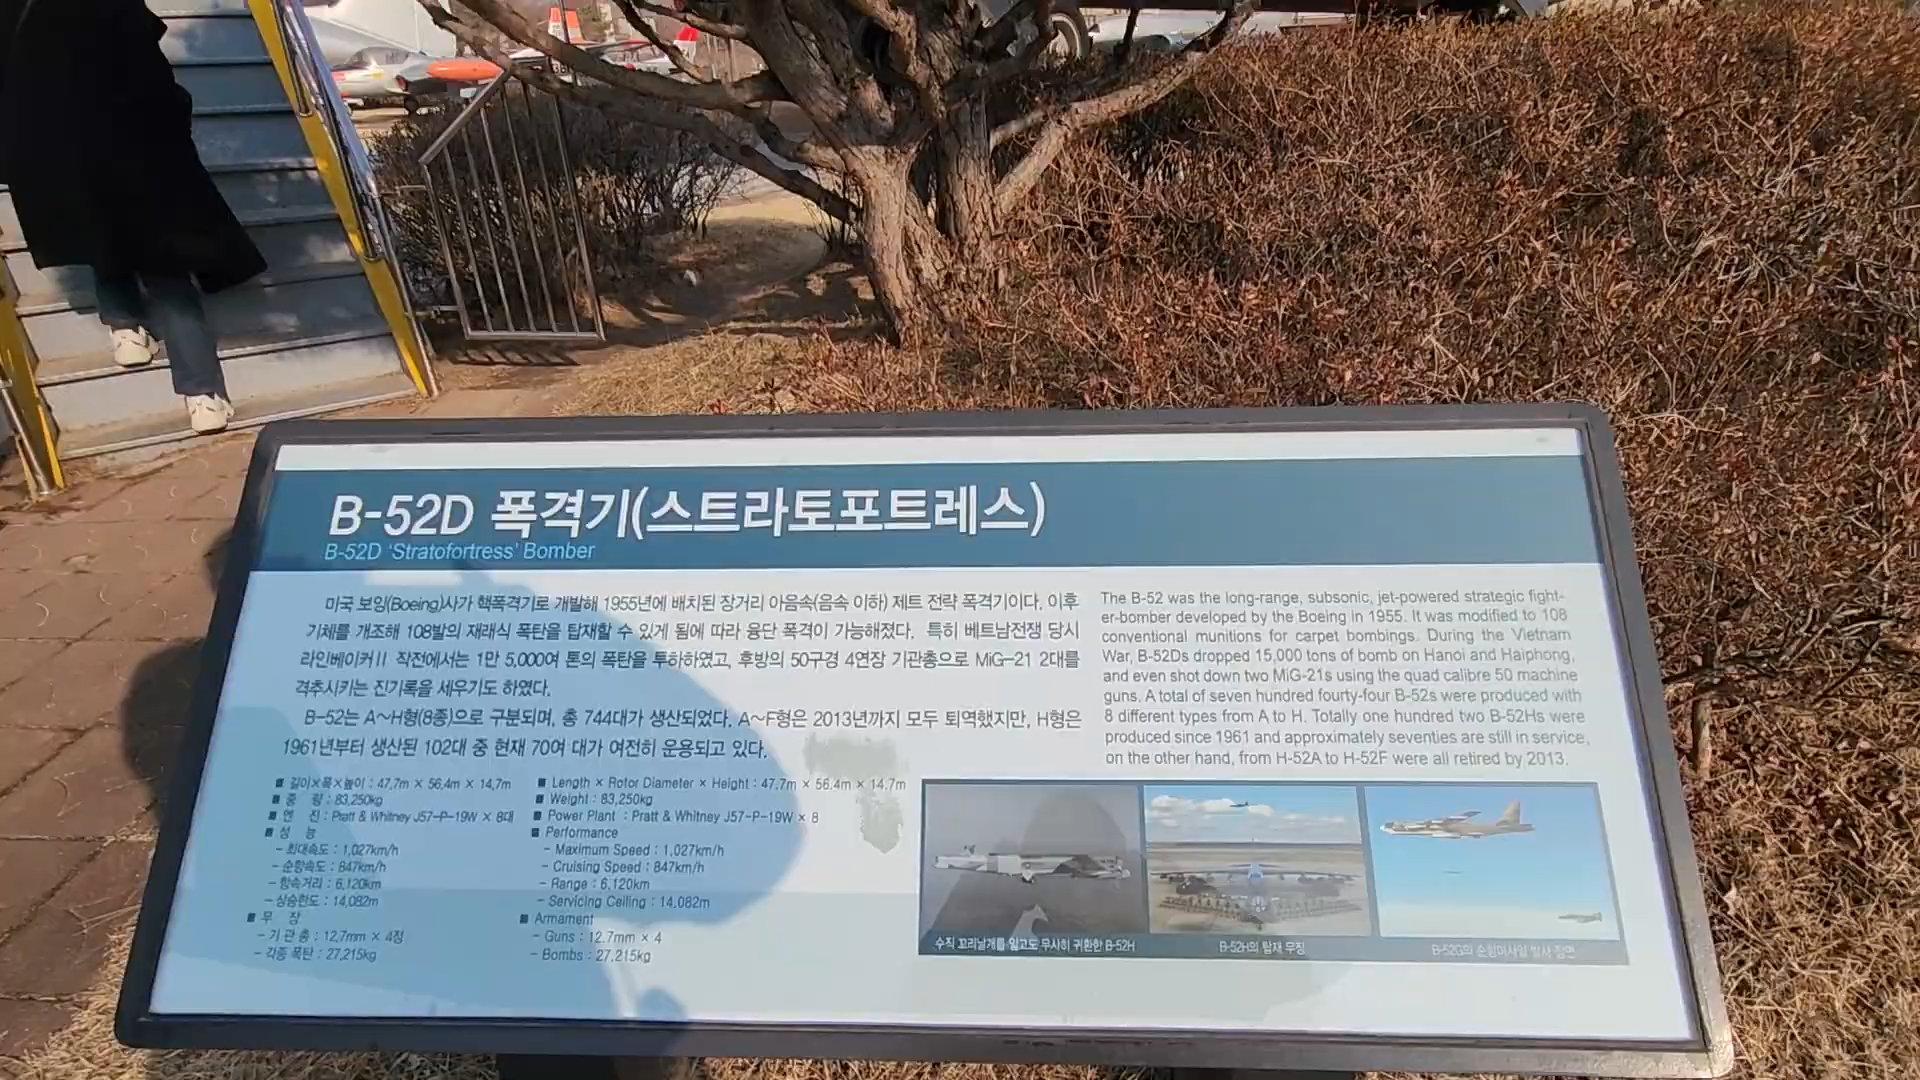 B-52D 폭격기(스트라토포트레스)
B-52D 'Stratofortress' Bomber
미국 보잉(Boeing)사가 핵폭격기로 개발해 1955년에 배치된 장거리 아음속(음속 이하) 제트 전략 폭격기이다. 이후
기체를 개조해 108발의 재래식 폭탄을 탑재할 수 있게 됨에 따라 융단 폭격이 가능해졌다. 특히 베트남전쟁 당시
라인베이커II 작전에서는 1만 5,000여 톤의 폭탄을 투하하였고, 후방의 50구경 4연장 기관총으로 MiG-21 2대를
격추시키는 진기록을 세우기도 하였다.
B-52는 A~H형(8종)으로 구분되며, 총 744대가 생산되었다. A~F형은 2013년까지 모두 퇴역했지만, H형은
1961년부터 생산된 102대 중 현재 70여 대가 여전히 운용되고 있다.
The B-52 was the long-range, subsonic, jet-powered strategic fight-
er-bomber developed by the Boeing in 1955. It was modified to 108
conventional munitions for carpet bombings. During the Vietnam
War, B-52Ds dropped 15,000 tons of bomb on Hanoi and Haiphong,
and even shot down two MiG-21s using the quad calibre 50 machine
guns. A total of seven hundred fourty-four B-52s were produced with
8 different types from A to H. Totally one hundred two B-52Hs were
produced since 1961 and approximately seventies are still in service,
on the other hand, from H-52A to H-52F were all retired by 2013.
■ 길이×폭×높이 : 47.7m × 56.4m × 14.7m
■ 중 량 : 83,250kg
■ 엔 진 : Pratt & Whitney J57-P-19W × 8대
■ 성 능
- 최대속도 : 1,027km/h
- 순항속도 : 847km/h
- 항속거리 : 6,120km
- 상승한도 : 14,082m
■ 무 장
- 기관총 : 12.7mm × 4정
- 각종 폭탄 : 27,215kg
■ Length × Rotor Diameter × Height : 47.7m × 56.4m × 14.7m
■ Weight : 83,250kg
■ Power Plant : Pratt & Whitney J57-P-19W × 8
■ Performance
- Maximum Speed : 1,027km/h
- Cruising Speed : 847km/h
- Range : 6,120km
- Servicing Ceiling : 14,082m
■ Armament
- Guns : 12.7mm × 4
- Bombs : 27,215kg
수직 꼬리날개를 잃고도 무사히 귀환한 B-52H
B-52H의 탑재 무장
B-52G의 순항미사일 발사 장면